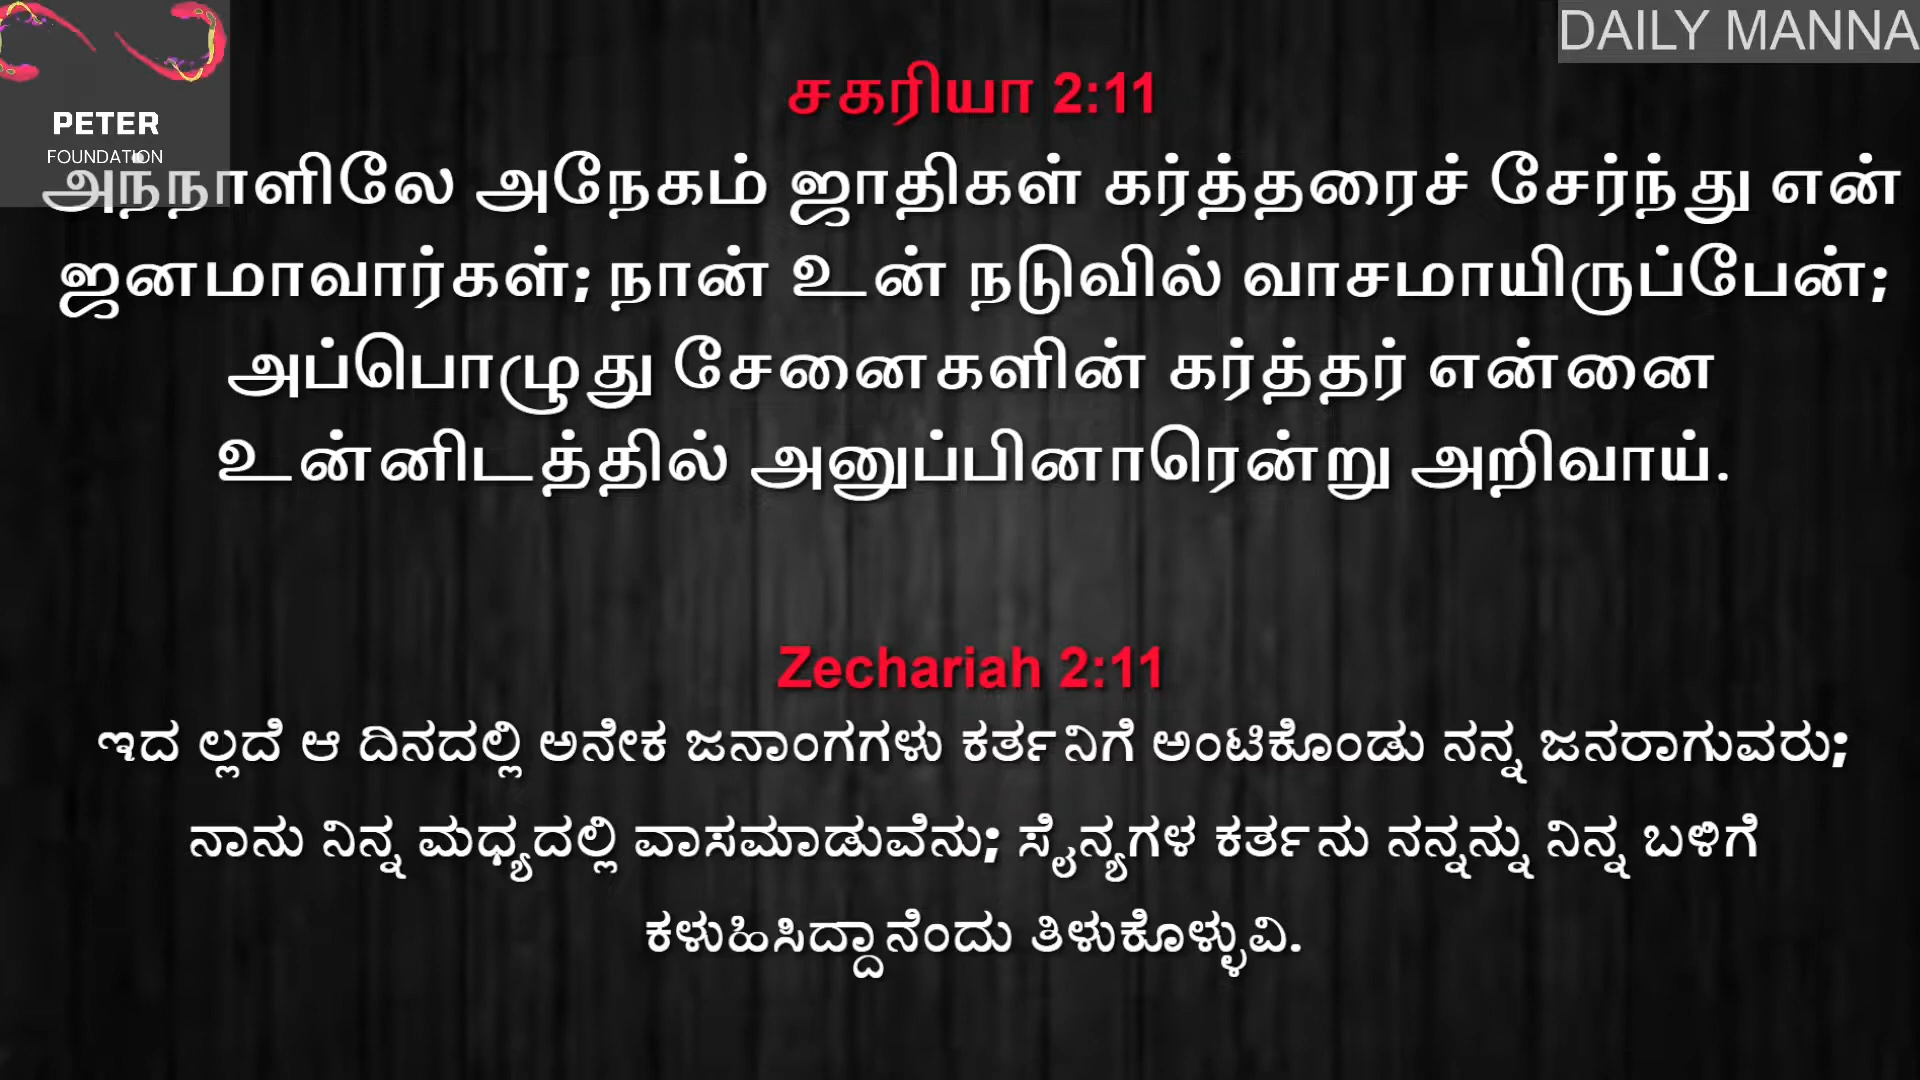 DAILY MANNA
PETER
FOUNDATION
சகரியா 2:11
அந்நாளிலே அநேகம் ஜாதிகள் கர்த்தரைச் சேர்ந்து என்
ஜனமாவார்கள்; நான் உன் நடுவில் வாசமாயிருப்பேன்;
அப்பொழுது சேனைகளின் கர்த்தர் என்னை
உன்னிடத்தில் அனுப்பினாரென்று அறிவாய்.
Zechariah 2:11
ಇದ ಲ್ಲದೆ ಆ ದಿನದಲ್ಲಿ ಅನೇಕ ಜನಾಂಗಗಳು ಕರ್ತನಿಗೆ ಅಂಟಿಕೊಂಡು ನನ್ನ ಜನರಾಗುವರು;
ನಾನು ನಿನ್ನ ಮಧ್ಯದಲ್ಲಿ ವಾಸಮಾಡುವೆನು; ಸೈನ್ಯಗಳ ಕರ್ತನು ನನ್ನನ್ನು ನಿನ್ನ ಬಳಿಗೆ
ಕಳುಹಿಸಿದ್ದಾನೆಂದು ತಿಳುಕೊಳ್ಳುವಿ.